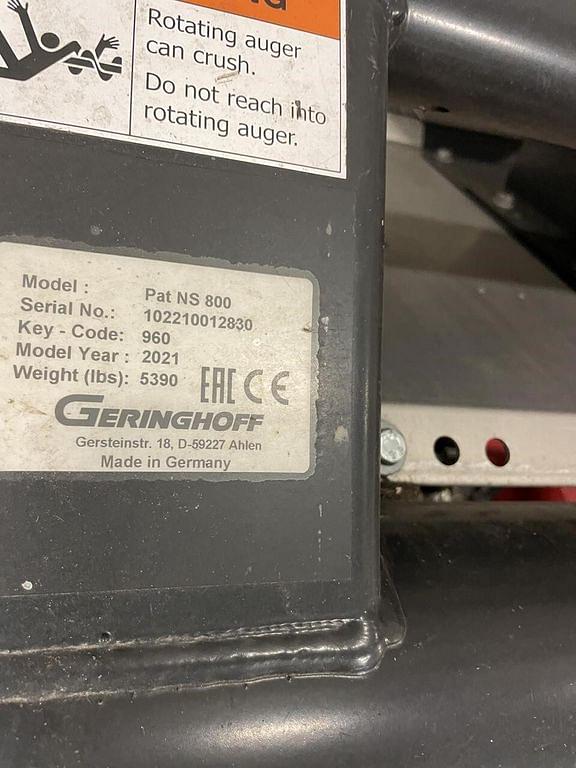 Rotating auger
can crush.
Do not reach into
rotating auger.
Model : Pat NS 800
Serial No.: 102210012830
Key - Code: 960
Model Year : 2021
Weight (lbs): 5390
EAC CE
GERINGHOFF
Gersteinstr. 18, D-59227 Ahlen
Made in Germany